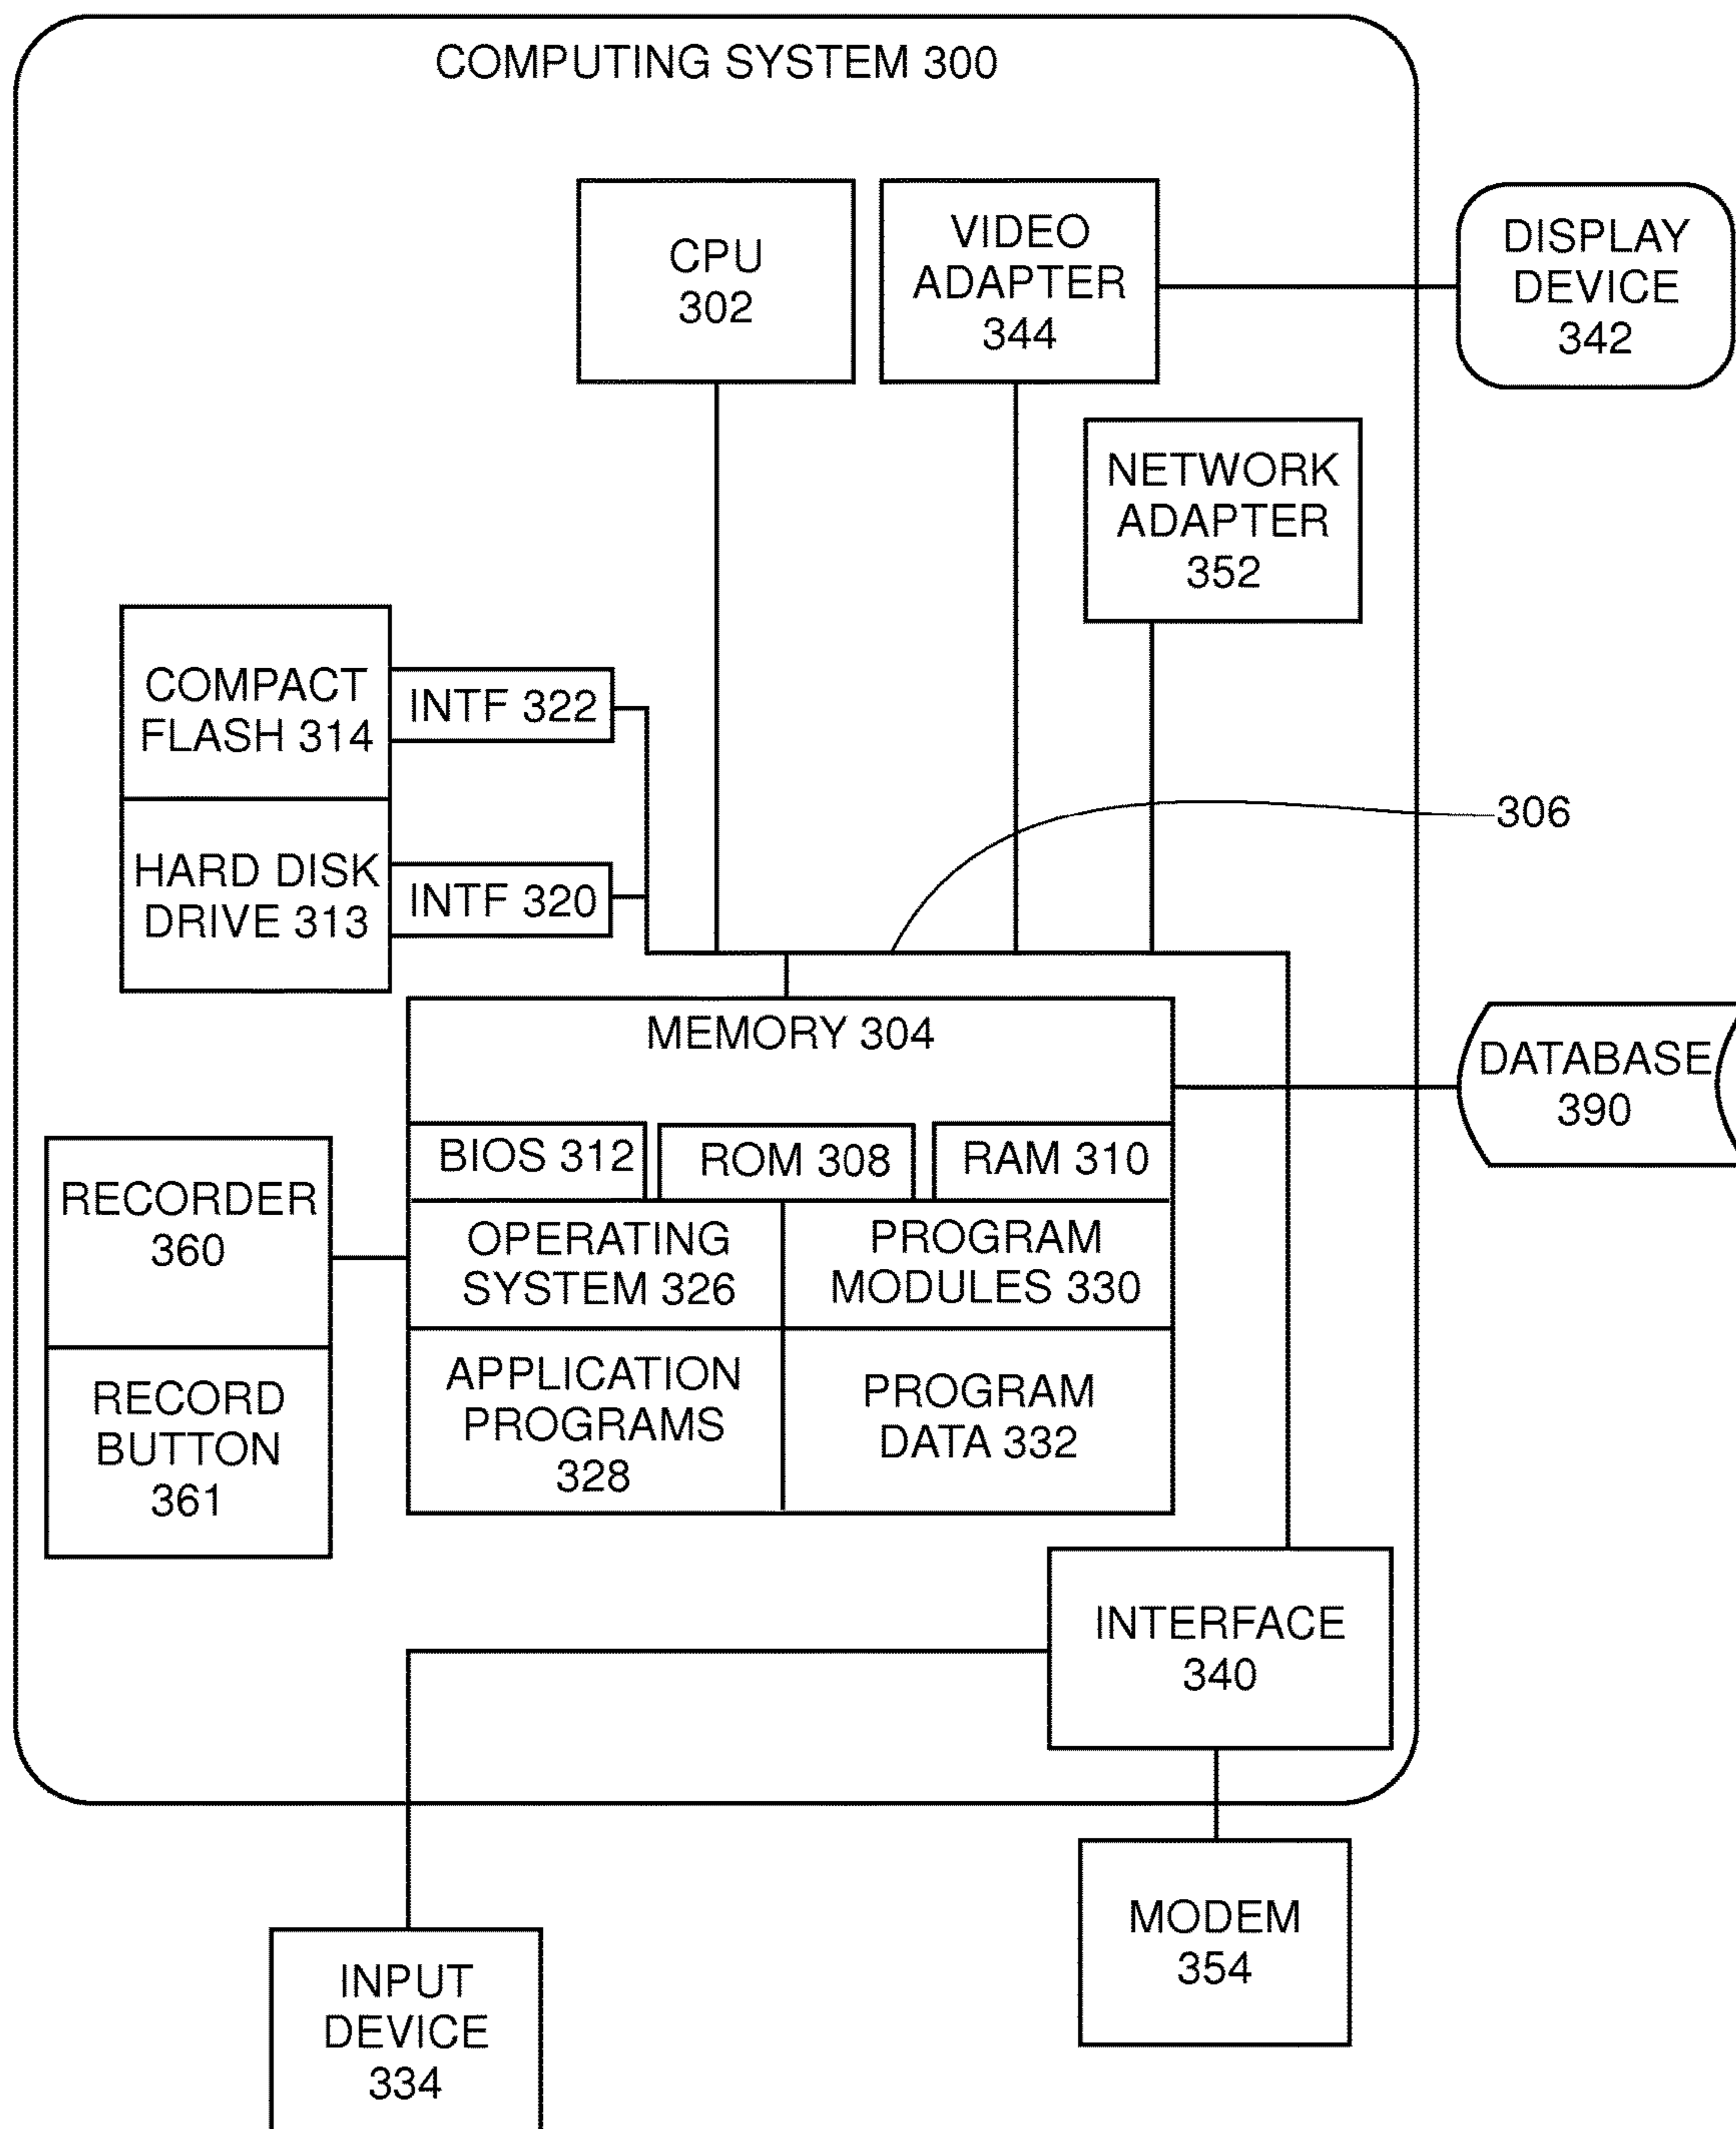 COMPUTING SYSTEM 300
CPU
302
VIDEO
ADAPTER
344
DISPLAY
DEVICE
342
NETWORK
ADAPTER
352
COMPACT
FLASH 314
INTF 322
HARD DISK
DRIVE 313
INTF 320
306
MEMORY 304
DATABASE
390
BIOS 312
ROM 308
RAM 310
RECORDER
360
OPERATING
SYSTEM 326
PROGRAM
MODULES 330
RECORD
BUTTON
361
APPLICATION
PROGRAMS
328
PROGRAM
DATA 332
INTERFACE
340
MODEM
354
INPUT
DEVICE
334